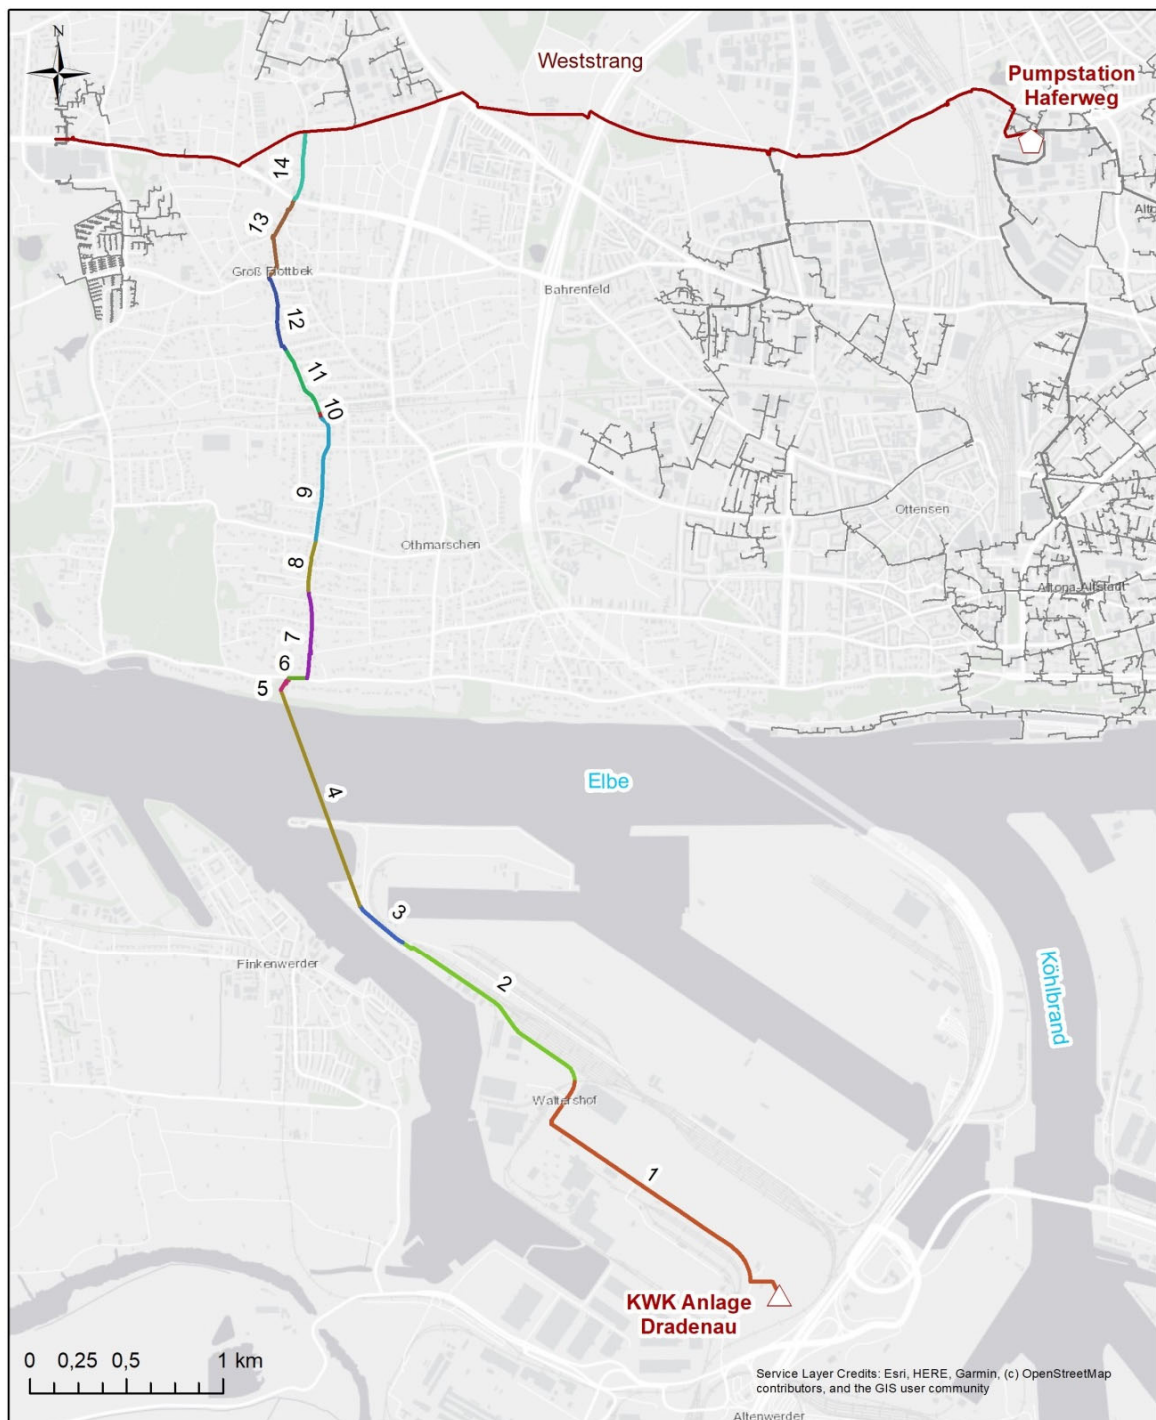 N
Weststrang
Pumpstation
Haferweg
14
13
Groß Flottbek
Bahrenfeld
12
11
10
9
Ottensen
Othmarschen
8
Altona-Altstadt
7
6
5
Elbe
4
3
Finkenwerder
2
Köhlbrand
Waltershof
1
KWK Anlage
Dradenau
0 0,25 0,5 1 km
Service Layer Credits: Esri, HERE, Garmin, (c) OpenStreetMap
contributors, and the GIS user community
Altenwerder